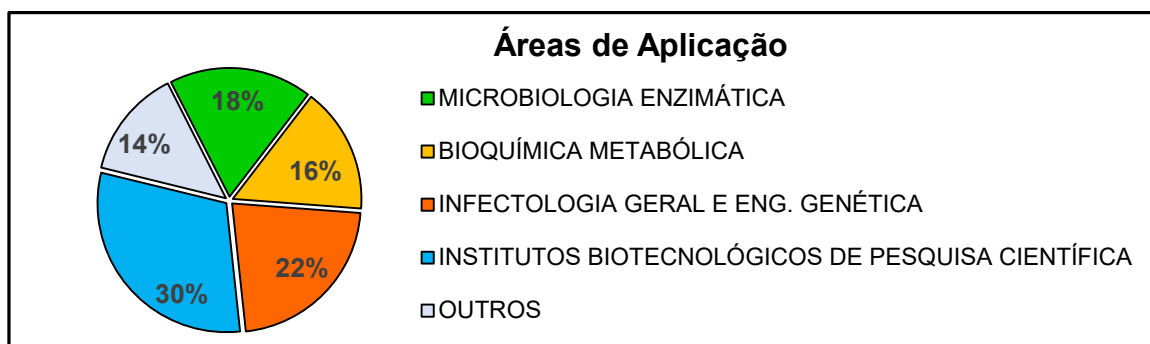 Áreas de Aplicação
18%
16%
22%
30%
14%
MICROBIOLOGIA ENZIMÁTICA
BIOQUÍMICA METABÓLICA
INFECTOLOGIA GERAL E ENG. GENÉTICA
INSTITUTOS BIOTECNOLÓGICOS DE PESQUISA CIENTÍFICA
OUTROS